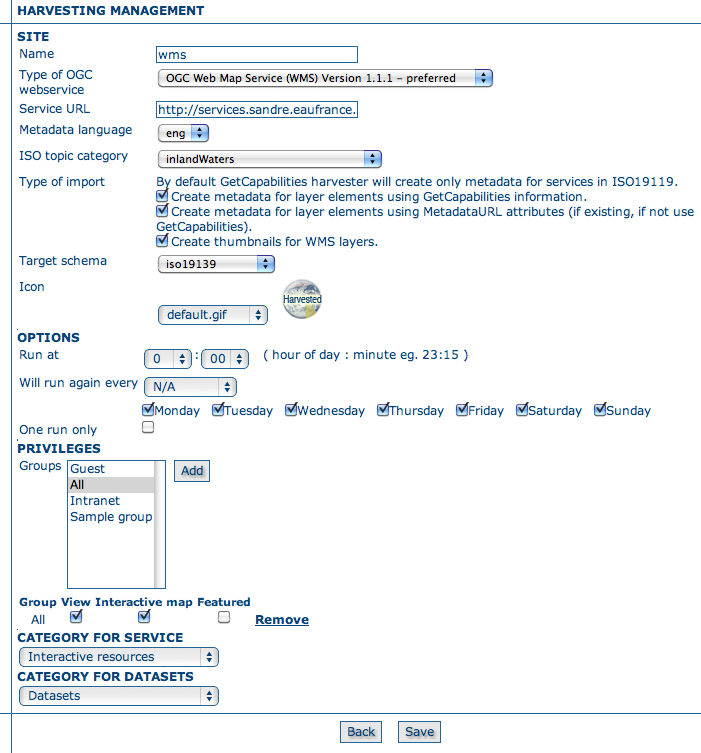 HARVESTING MANAGEMENT
SITE
Name wms
Type of OGC webservice OGC Web Map Service (WMS) Version 1.1.1 – preferred
Service URL http://services.sandre.eaufrance.
Metadata language eng
ISO topic category inlandWaters
Type of import By default GetCapabilities harvester will create only metadata for services in ISO19119.
Create metadata for layer elements using GetCapabilities information.
Create metadata for layer elements using MetadataURL attributes (if existing, if not use
GetCapabilities).
Create thumbnails for WMS layers.
Target schema iso19139
Icon
Harvested
default.gif
OPTIONS
Run at 0 : 00 ( hour of day : minute eg. 23:15 )
Will run again every N/A
Monday Tuesday Wednesday Thursday Friday Saturday Sunday
One run only
PRIVILEGES
Groups Guest Add
All
Intranet
Sample group
Group View Interactive map Featured
All Remove
CATEGORY FOR SERVICE
Interactive resources
CATEGORY FOR DATASETS
Datasets
Back Save